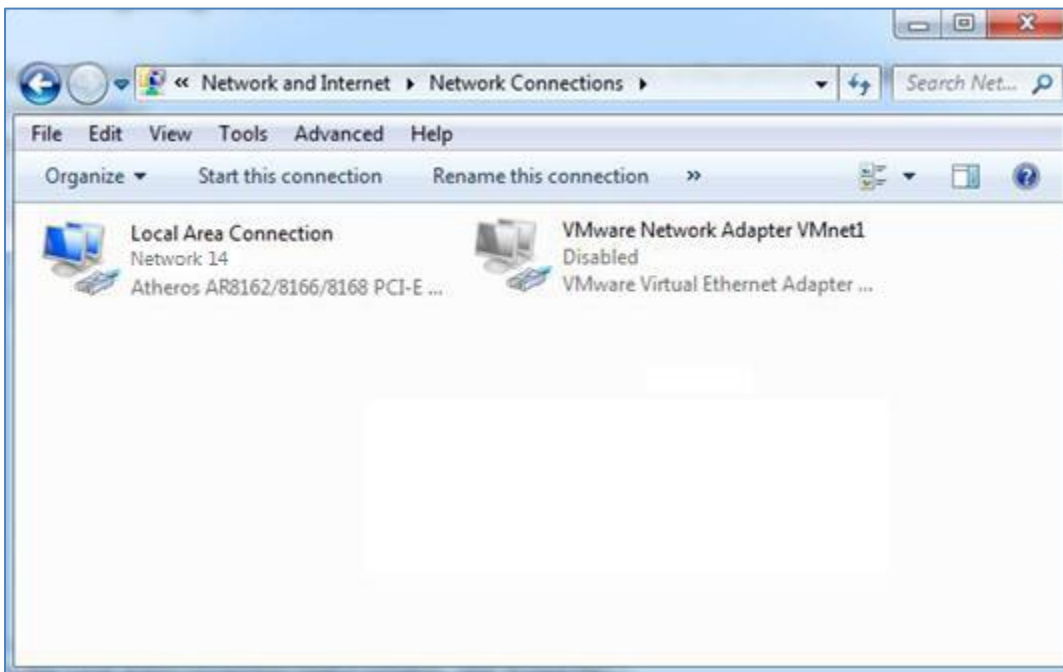 « Network and Internet ▸ Network Connections ▸ Search Net...
File Edit View Tools Advanced Help
Organize Start this connection Rename this connection »
Local Area Connection
Network 14
Atheros AR8162/8166/8168 PCI-E ...
VMware Network Adapter VMnet1
Disabled
VMware Virtual Ethernet Adapter ...